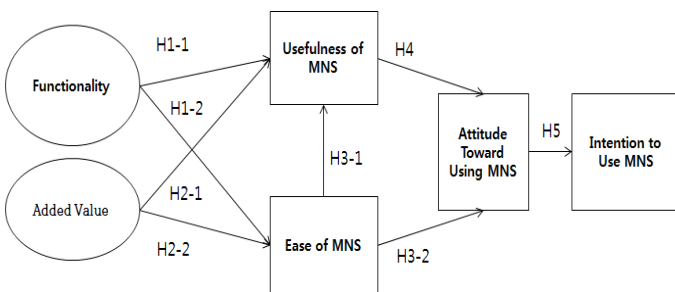 H1-1
Usefulness of
MNS
H4
Functionality
H1-2
Attitude
Toward
Using MNS
H5
Intention to
Use MNS
H3-1
H2-1
Added Value
H2-2
Ease of MNS
H3-2